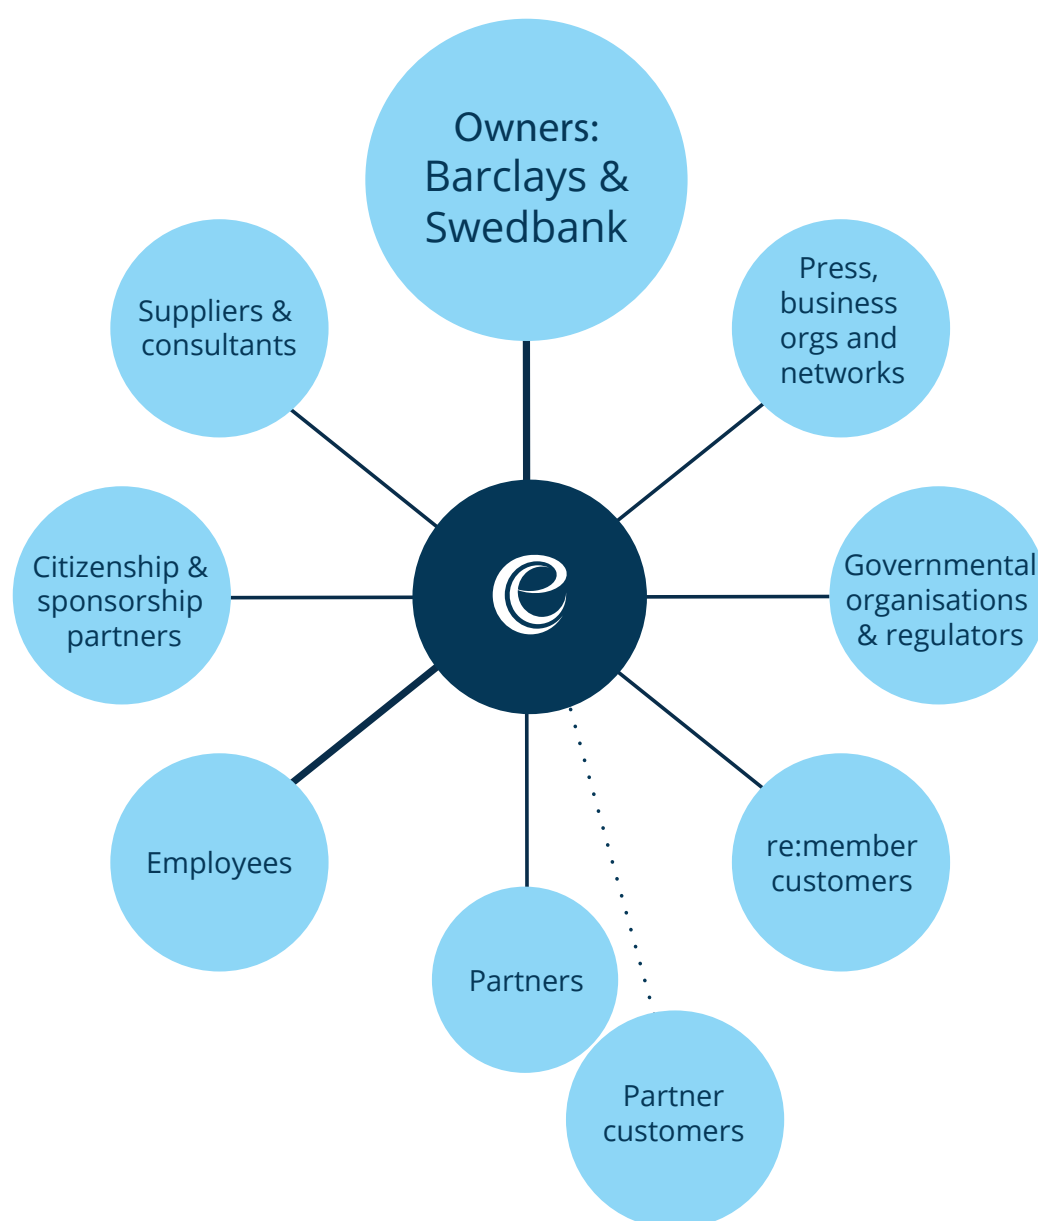 Owners:
Barclays &
Swedbank
Press,
business
orgs and
networks
Suppliers &
consultants
Governmental
organisations
& regulators
Citizenship &
sponsorship
partners
re:member
customers
Employees
Partners
Partner
customers